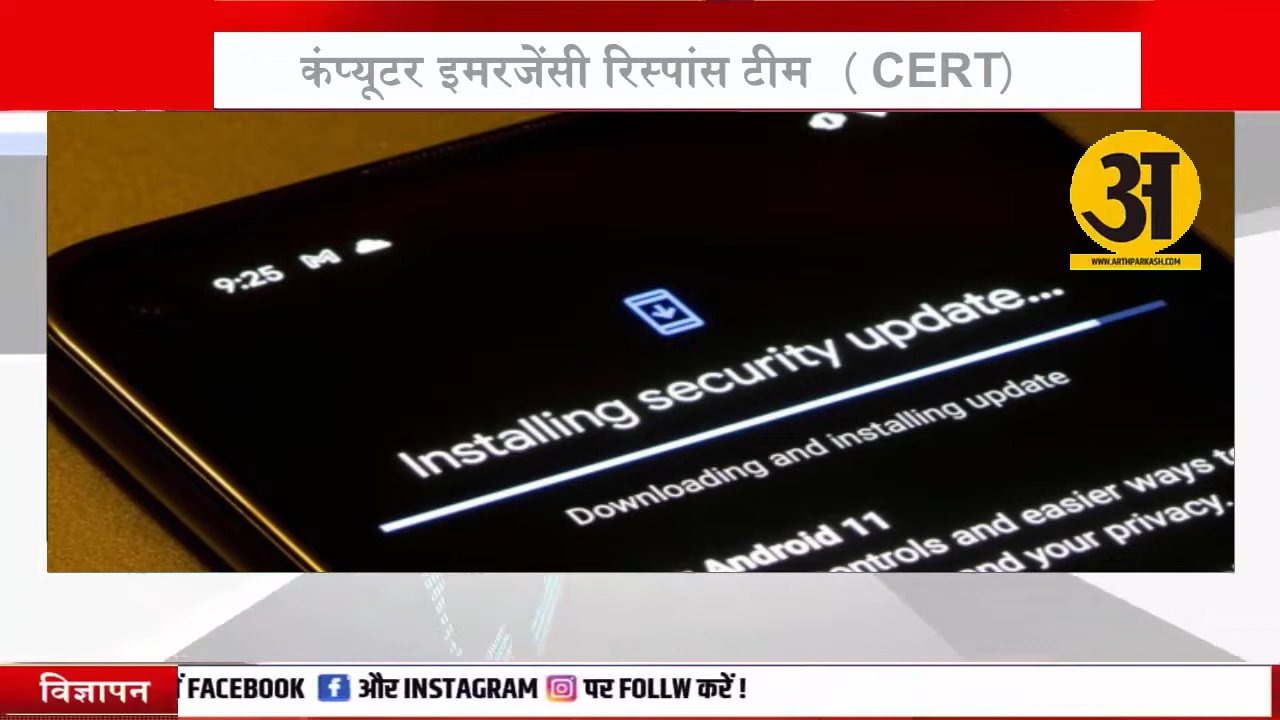 कंप्यूटर इमरजेंसी रिस्पांस टीम ( CERT)
अ
WWW.ARTHPARKASH.COM
9:25
Installing security update...
Downloading and installing update
Android 11
controls and easier ways
and your privacy.
विज्ञापन
FACEBOOK और INSTAGRAM पर FOLLW करें !